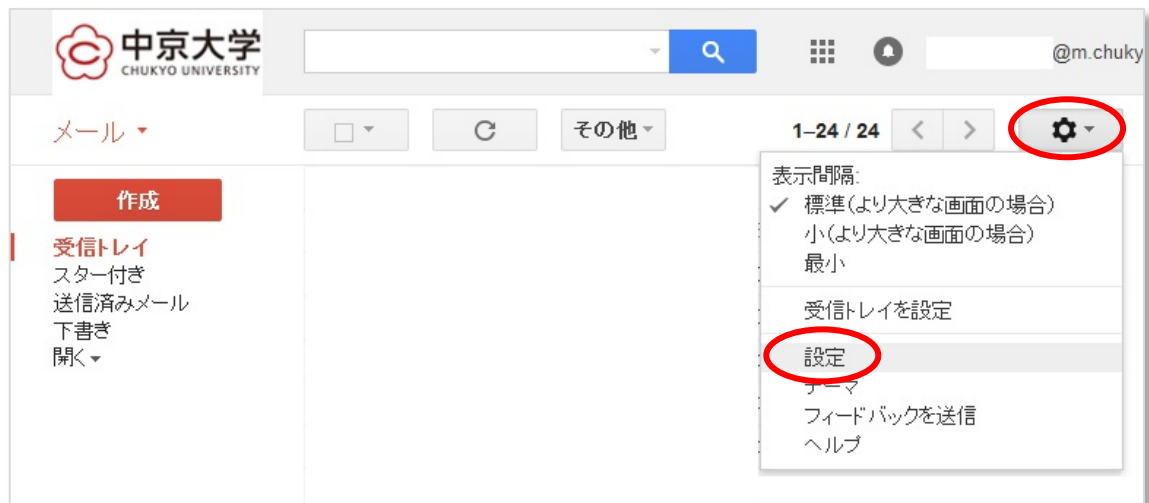 中京大学
CHUKYO UNIVERSITY
@m.chuky
メール
その他
1–24 / 24
作成
受信トレイ
スター付き
送信済みメール
下書き
開く
表示間隔:
標準(より大きな画面の場合)
小(より大きな画面の場合)
最小
受信トレイを設定
設定
テーマ
フィードバックを送信
ヘルプ